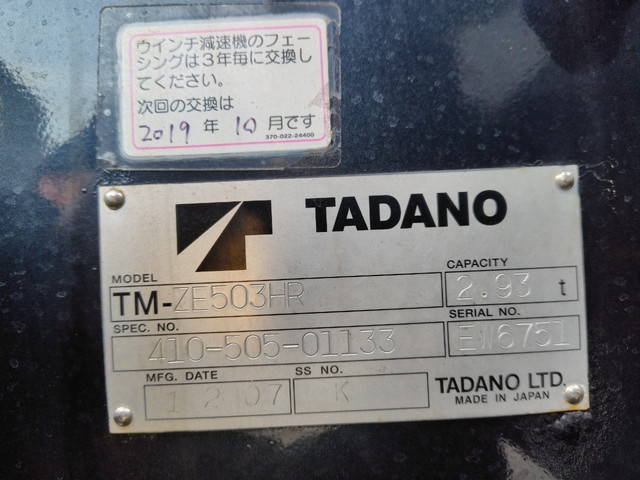 ウインチ減速機のフェー
シングは3年毎に交換し
てください。
次回の交換は
2019 年 10 月です
370-022-24400
TADANO
MODEL
TM-ZE503HR
CAPACITY
2.93 t
SPEC. NO.
410-505-01133
SERIAL NO.
EW6751
MFG. DATE
12 07
SS NO.
K
TADANO LTD.
MADE IN JAPAN